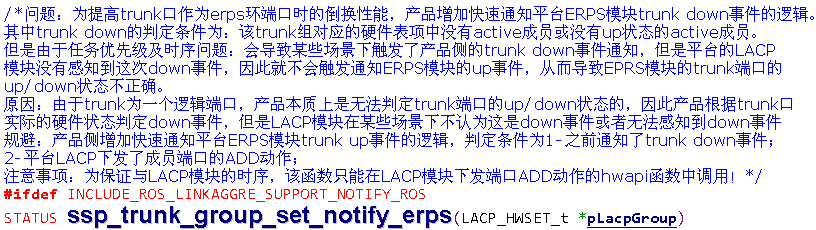 /*问题：为提高trunk口作为erps环端口时的倒换性能，产品增加快速通知平台ERPS模块trunk down事件的逻辑。
其中trunk down的判定条件为：该trunk组对应的硬件表项中没有active成员或没有up状态的active成员。
但是由于任务优先级及时序问题：会导致某些场景下触发了产品侧的trunk down事件通知，但是平台的LACP
模块没有感知到这次down事件，因此就不会触发通知ERPS模块的up事件，从而导致EPRS模块的trunk端口的
up/down状态不正确。
原因：由于trunk为一个逻辑端口，产品本质上是无法判定trunk端口的up/down状态的，因此产品根据trunk口
实际的硬件状态判定down事件，但是LACP模块在某些场景下不认为这是down事件或者无法感知到down事件
规避：产品侧增加快速通知平台ERPS模块trunk up事件的逻辑，判定条件为1-之前通知了trunk down事件；
2-平台LACP下发了成员端口的ADD动作；
注意事项：为保证与LACP模块的时序，该函数只能在LACP模块下发端口ADD动作的hwapi函数中调用！*/
#ifdef INCLUDE_ROS_LINKAGGRE_SUPPORT_NOTIFY_ROS
STATUS ssp_trunk_group_set_notify_erps(LACP_HWSET_t *pLacpGroup)